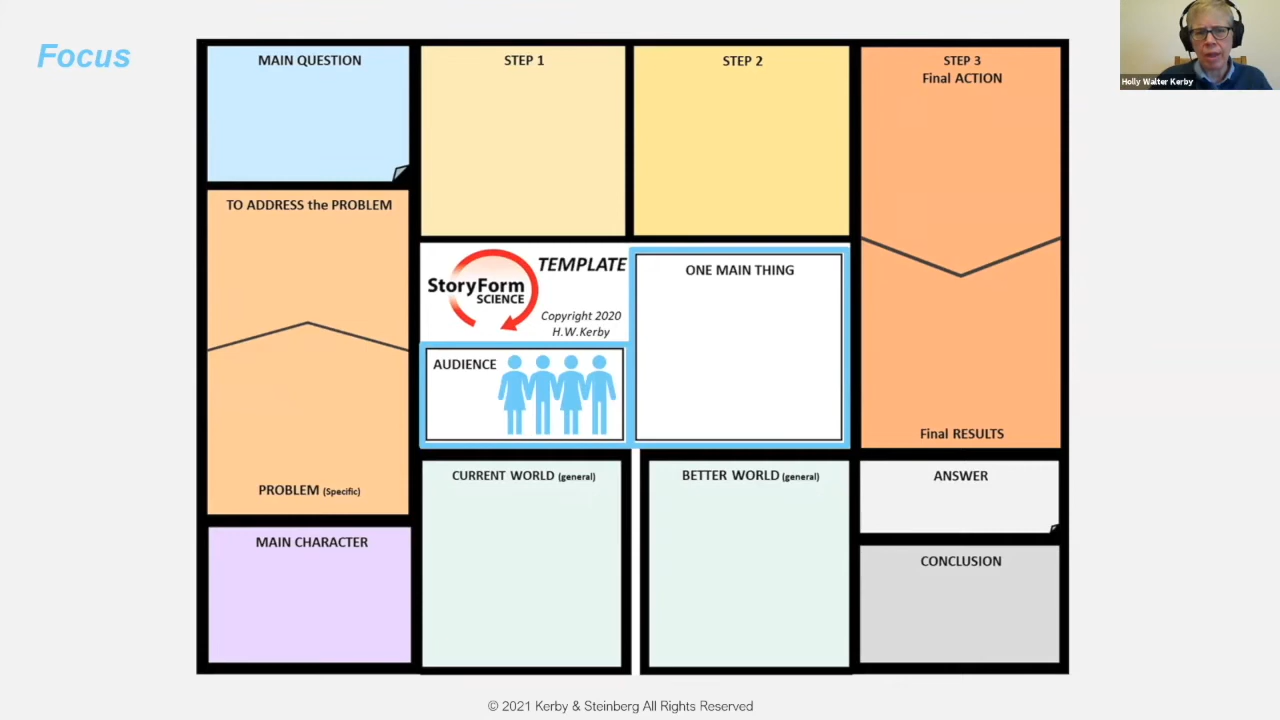 Focus
MAIN QUESTION
STEP 1
STEP 2
STEP 3
Final ACTION
Holly Walter Kerby
TO ADDRESS the PROBLEM
StoryForm
SCIENCE
TEMPLATE
Copyright 2020
H.W.Kerby
ONE MAIN THING
AUDIENCE
Final RESULTS
PROBLEM (Specific)
CURRENT WORLD (general)
BETTER WORLD (general)
ANSWER
MAIN CHARACTER
CONCLUSION
© 2021 Kerby & Steinberg All Rights Reserved